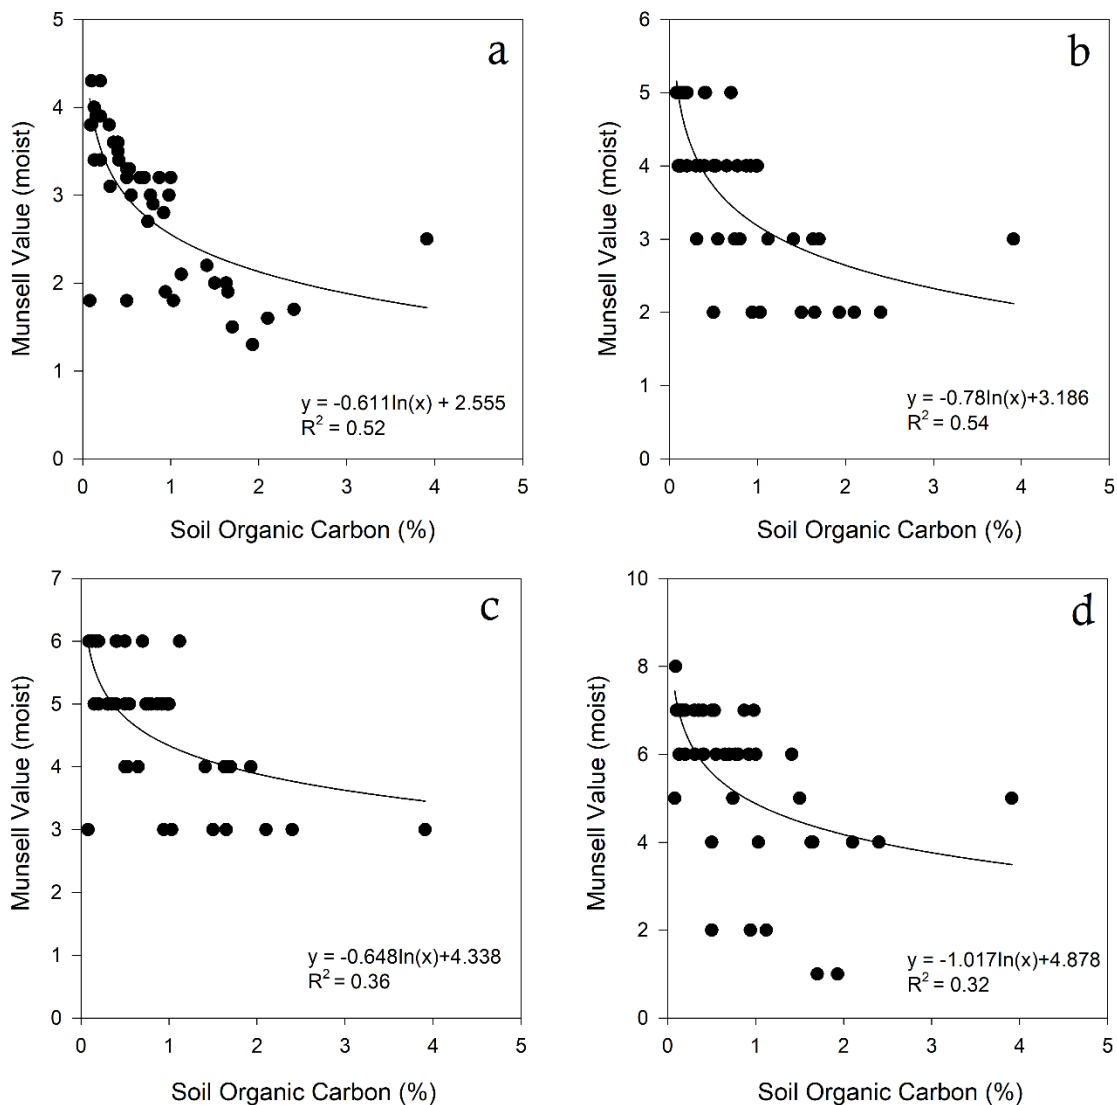 a
5
4
3
2
1
0
Munsell Value (moist)
y = -0.611ln(x) + 2.555
R² = 0.52
0 1 2 3 4 5
Soil Organic Carbon (%)
b
6
5
4
3
2
1
0
Munsell Value (moist)
y = -0.78ln(x)+3.186
R² = 0.54
0 1 2 3 4 5
Soil Organic Carbon (%)
c
7
6
5
4
3
2
1
0
Munsell Value (moist)
y = -0.648ln(x)+4.338
R² = 0.36
0 1 2 3 4 5
Soil Organic Carbon (%)
d
10
8
6
4
2
0
Munsell Value (moist)
y = -1.017ln(x)+4.878
R² = 0.32
0 1 2 3 4 5
Soil Organic Carbon (%)